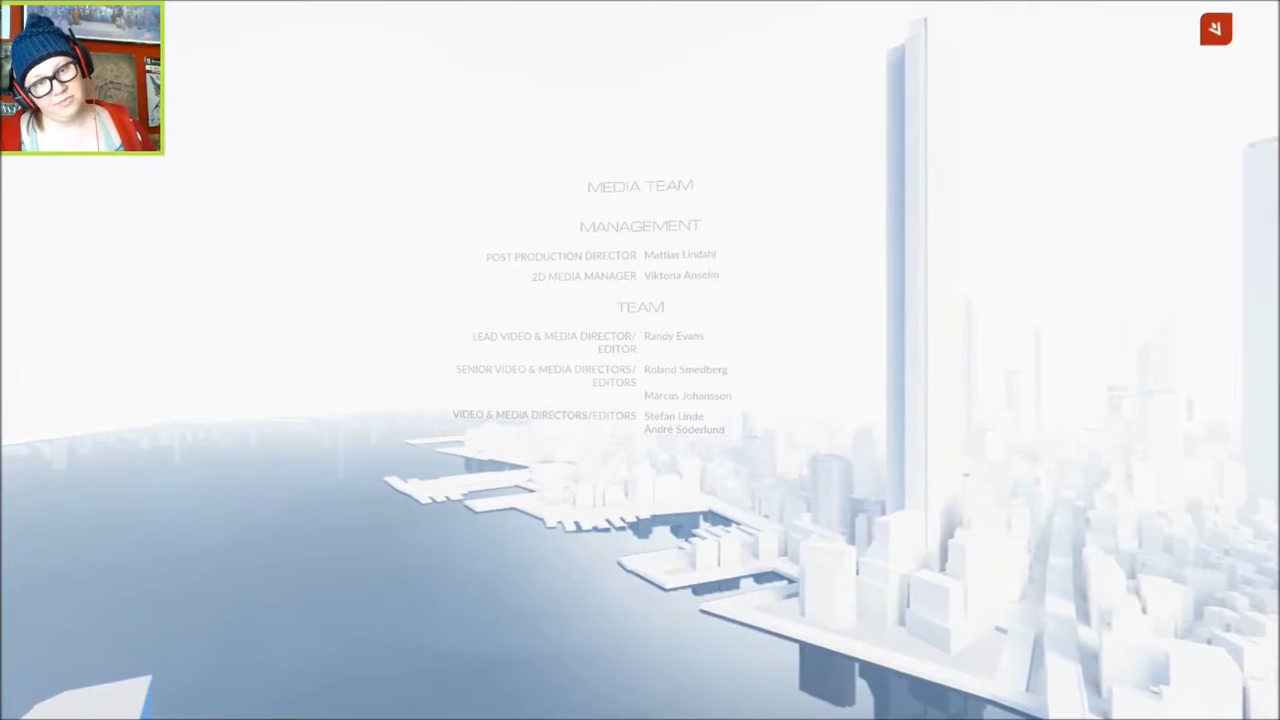 MEDIA TEAM
MANAGEMENT
POST PRODUCTION DIRECTOR Mattias Lindahl
2D MEDIA MANAGER Viktoria Anselm
TEAM
LEAD VIDEO & MEDIA DIRECTOR/ Randy Evans
EDITOR
SENIOR VIDEO & MEDIA DIRECTORS/ Roland Smedberg
EDITORS
Marcus Johansson
VIDEO & MEDIA DIRECTORS/EDITORS Stefan Linde
André Söderlund